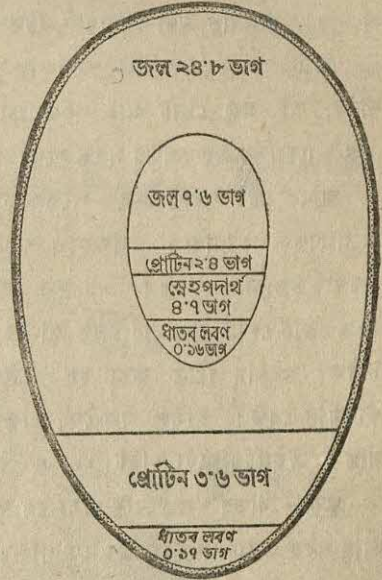 জল ২৪·৮ ভাগ
জল ৭·৬ ভাগ
প্রোটিন ২·৪ ভাগ
স্নেহপদার্থ
৪·৭ ভাগ
ধাতব লবণ
০·১৬ ভাগ
প্রোটিন ৩·৬ ভাগ
ধাতব লবণ
০·১৭ ভাগ